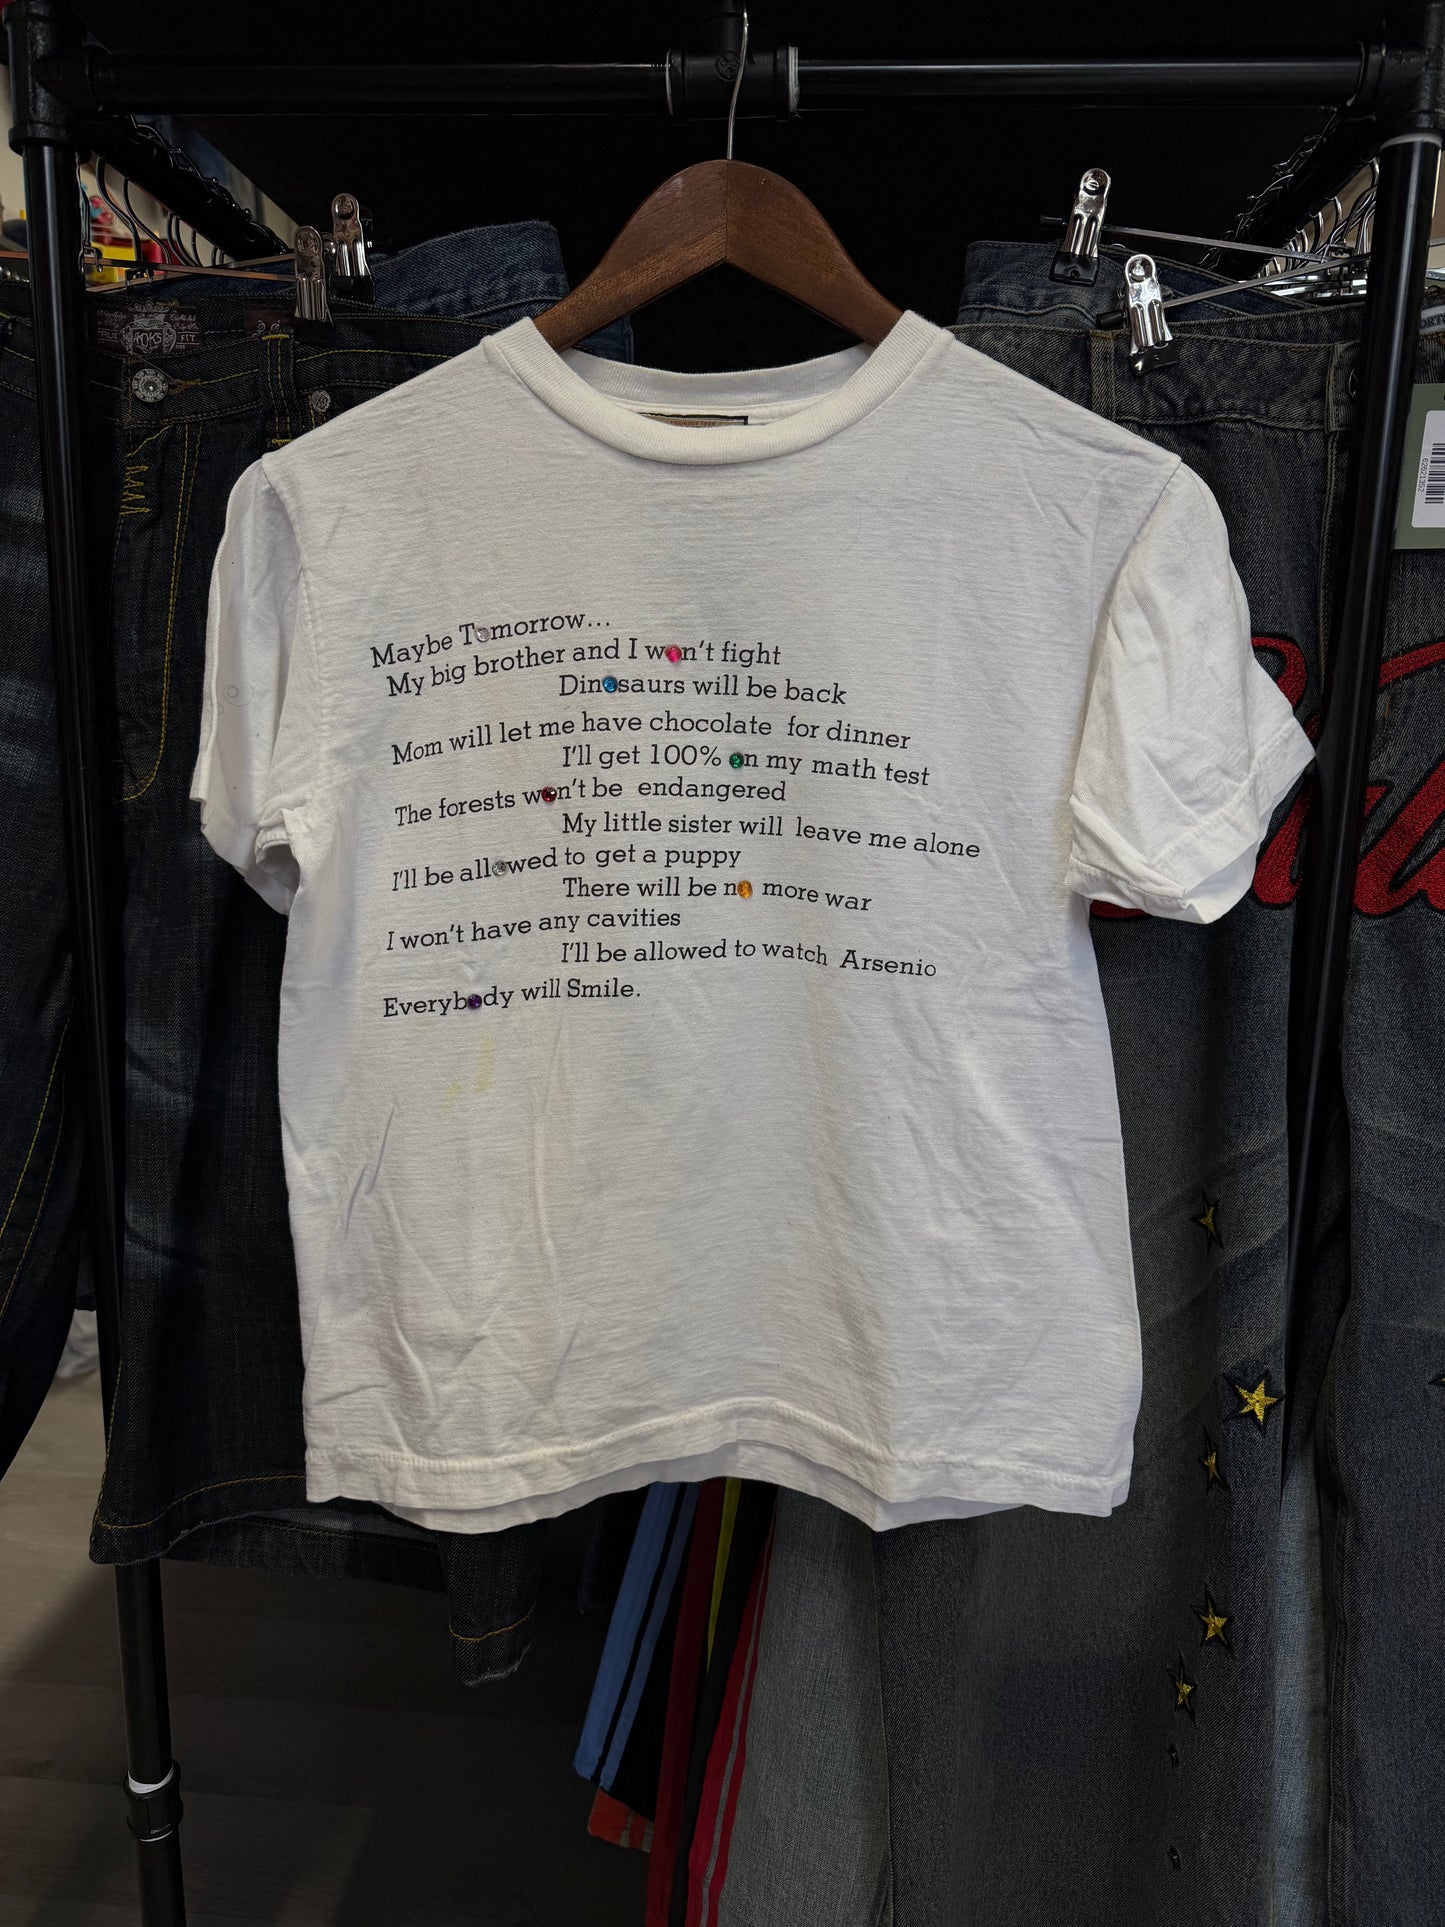 Maybe Tomorrow...
My big brother and I won't fight
Dinosaurs will be back
Mom will let me have chocolate for dinner
I'll get 100% on my math test
The forests won't be endangered
My little sister will leave me alone
I'll be allowed to get a puppy
There will be no more war
I won't have any cavities
I'll be allowed to watch Arsenio
Everybody will Smile.
62621352
FIT